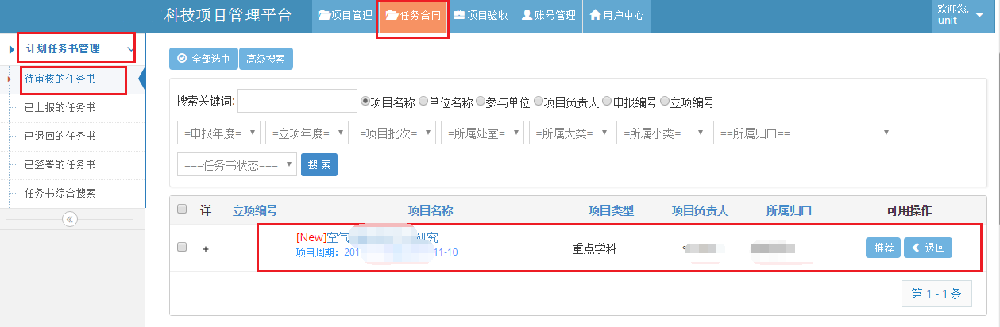 科技项目管理平台 项目管理 任务合同 项目验收 账号管理 用户中心 欢迎您,
unit
计划任务书管理
待审核的任务书
已上报的任务书
已退回的任务书
已签署的任务书
任务书综合搜索
全部选中 高级搜索
搜索关键词: 项目名称 单位名称 参与单位 项目负责人 申报编号 立项编号
=申报年度= =立项年度= =项目批次= =所属处室= =所属大类= =所属小类= ==所属归口==
===任务书状态=== 搜 索
详 立项编号 项目名称 项目类型 项目负责人 所属归口 可用操作
+ [New]空气 研究 重点学科 推荐 退回
项目周期: 201 11-10
第 1 - 1 条